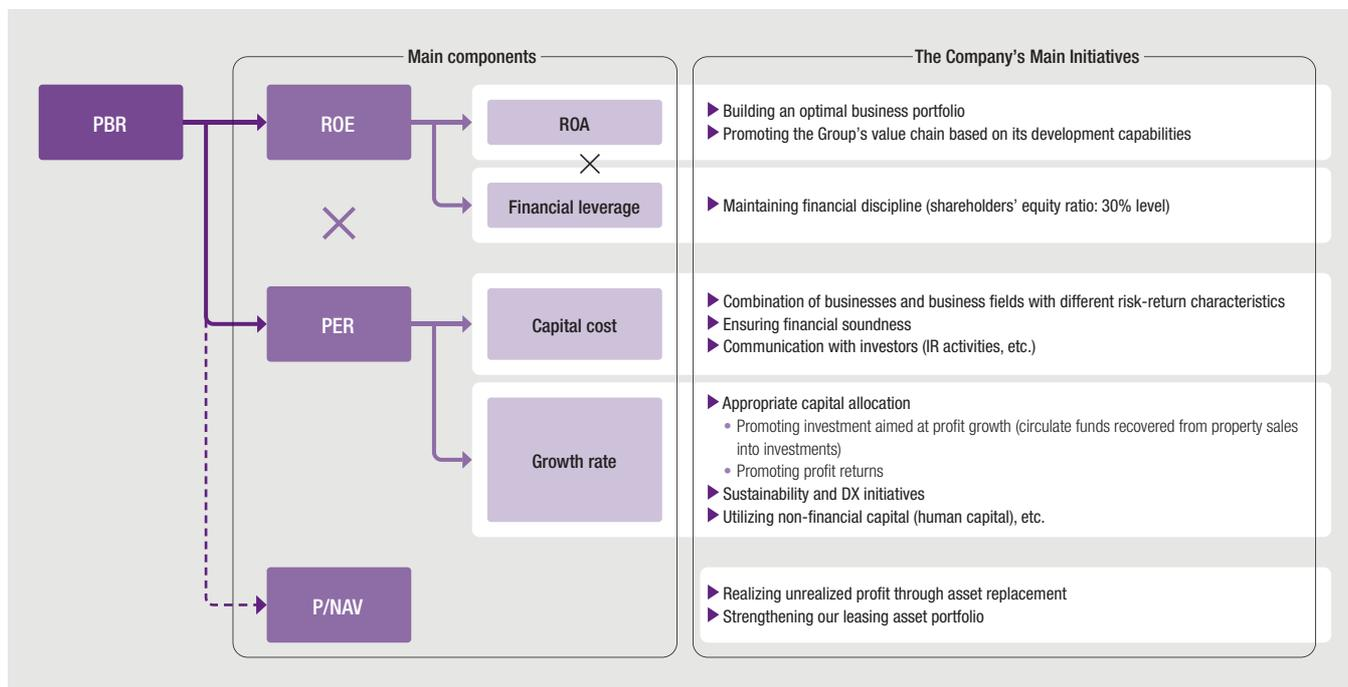 Main components
The Company’s Main Initiatives
PBR
ROE
ROA
▶ Building an optimal business portfolio
▶ Promoting the Group’s value chain based on its development capabilities
×
Financial leverage
▶ Maintaining financial discipline (shareholders’ equity ratio: 30% level)
×
PER
Capital cost
▶ Combination of businesses and business fields with different risk-return characteristics
▶ Ensuring financial soundness
▶ Communication with investors (IR activities, etc.)
Growth rate
▶ Appropriate capital allocation
• Promoting investment aimed at profit growth (circulate funds recovered from property sales
into investments)
• Promoting profit returns
▶ Sustainability and DX initiatives
▶ Utilizing non-financial capital (human capital), etc.
P/NAV
▶ Realizing unrealized profit through asset replacement
▶ Strengthening our leasing asset portfolio